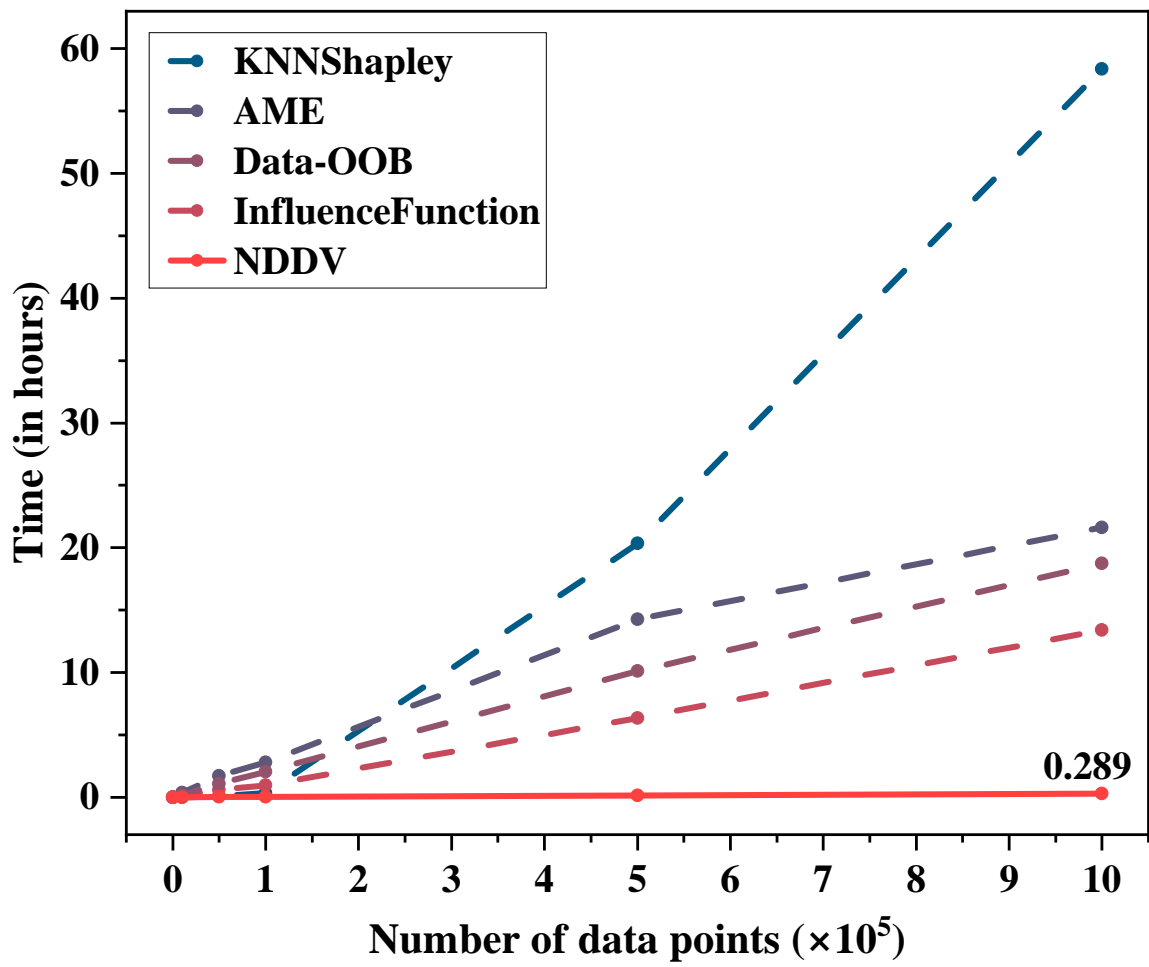 60
50
40
30
20
10
0
Time (in hours)
KNNShapley
AME
Data-OOB
InfluenceFunction
NDDV
0.289
0 1 2 3 4 5 6 7 8 9 10
Number of data points (×10⁵)